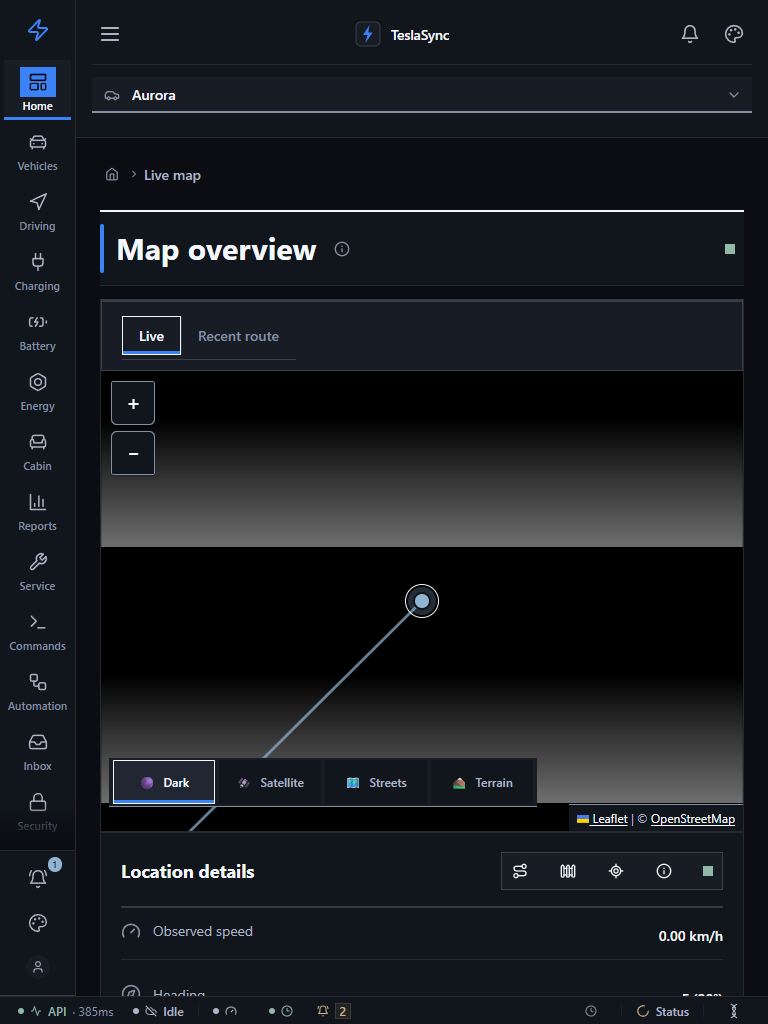 TeslaSync
Aurora
Home
Vehicles
Driving
Charging
Battery
Energy
Cabin
Reports
Service
Commands
Automation
Inbox
Security
1
Live map
Map overview
Live
Recent route
+
−
Dark
Satellite
Streets
Terrain
Leaflet | © OpenStreetMap
Location details
Observed speed
0.00 km/h
Heading
API · 385ms
Idle
2
Status